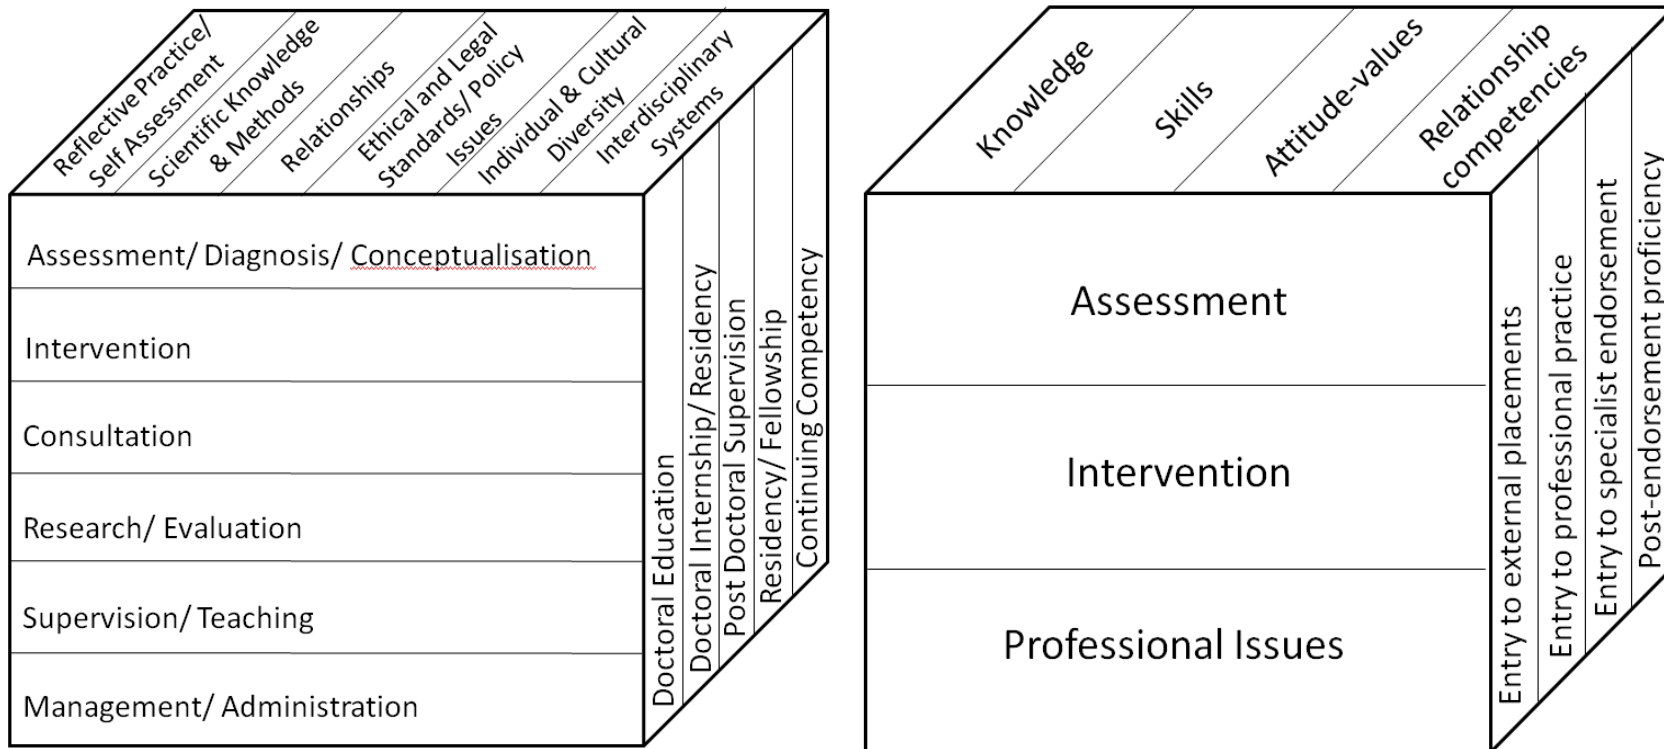 Reflective Practice/
Self Assessment
Scientific Knowledge
& Methods
Relationships
Ethical and Legal
Standards/ Policy
Issues
Individual & Cultural
Diversity
Interdisciplinary
Systems
Assessment/ Diagnosis/ Conceptualisation
Intervention
Consultation
Research/ Evaluation
Supervision/ Teaching
Management/ Administration
Doctoral Education
Doctoral Internship/ Residency
Post Doctoral Supervision
Residency/ Fellowship
Continuing Competency
Knowledge
Skills
Attitude-values
Relationship
competencies
Assessment
Intervention
Professional Issues
Entry to external placements
Entry to professional practice
Entry to specialist endorsement
Post-endorsement proficiency